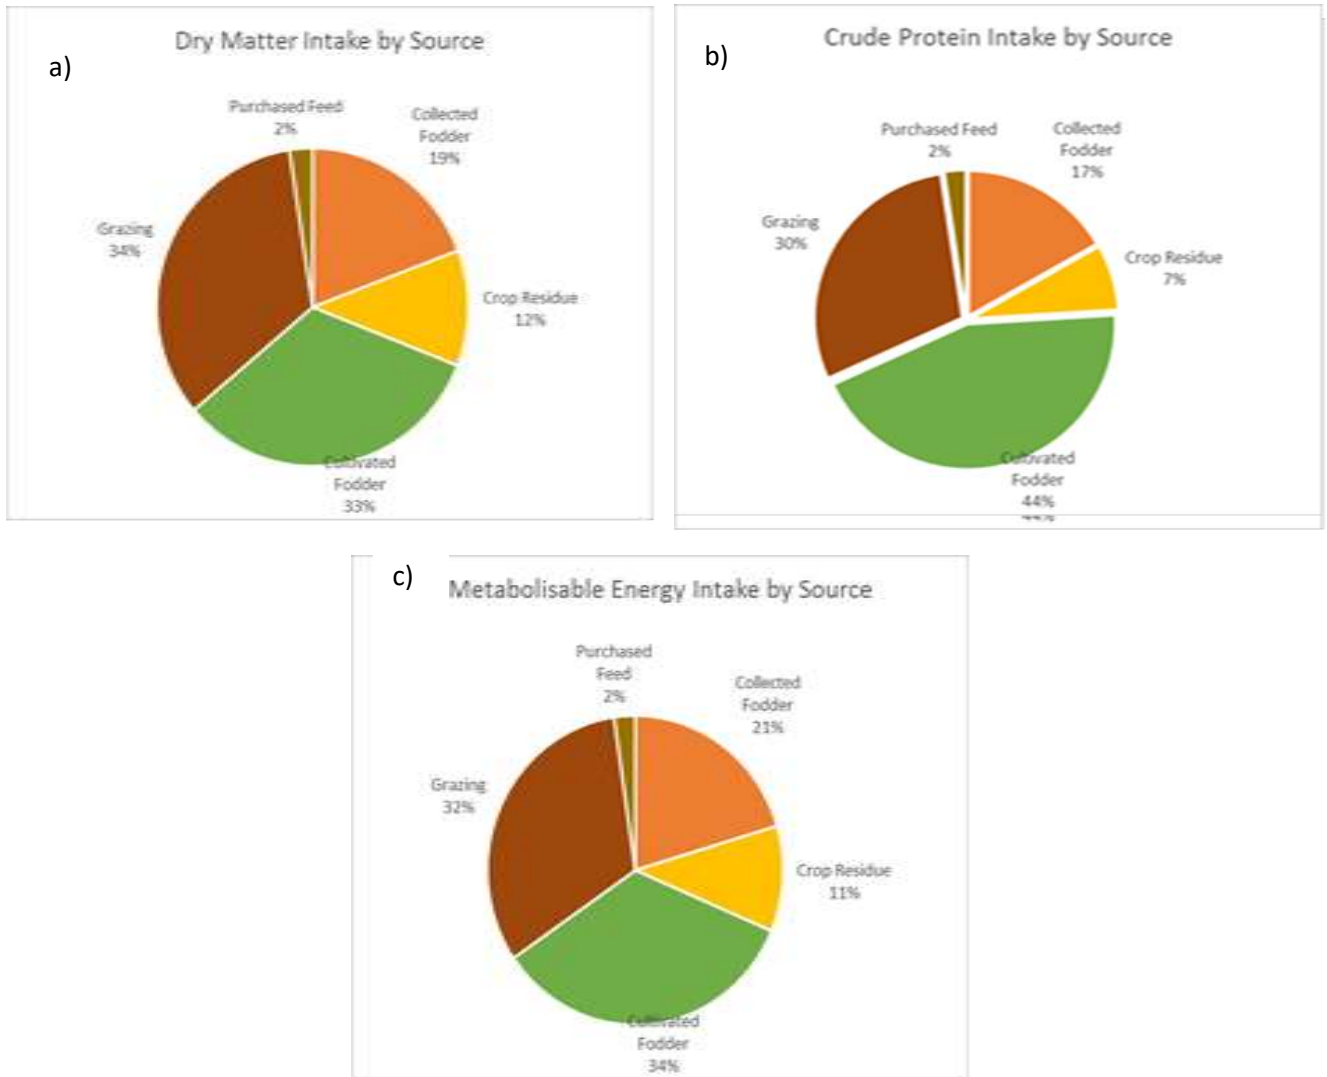 a)
Dry Matter Intake by Source
Purchased Feed
2%
Collected
Fodder
19%
Grazing
34%
Crop Residue
12%
Cultivated
Fodder
33%
b)
Crude Protein Intake by Source
Purchased Feed
2%
Collected
Fodder
17%
Grazing
30%
Crop Residue
7%
Cultivated
Fodder
44%
44%
c)
Metabolisable Energy Intake by Source
Purchased
Feed
2%
Collected
Fodder
21%
Grazing
32%
Crop Residue
11%
Cultivated
Fodder
34%